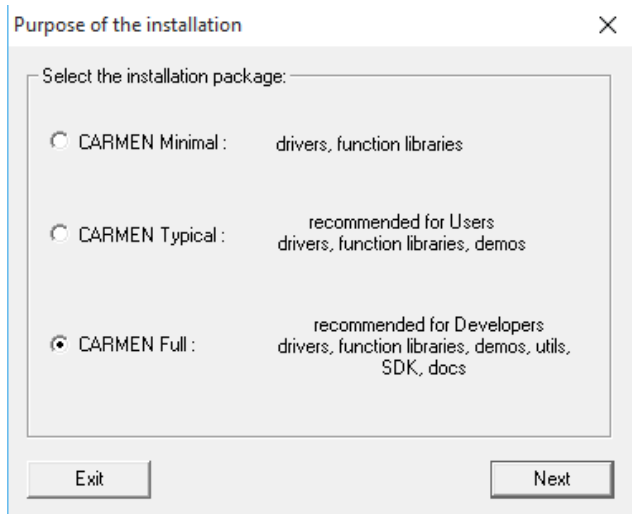 Purpose of the installation
Select the installation package:
CARMEN Minimal : drivers, function libraries
recommended for Users
CARMEN Typical : drivers, function libraries, demos
recommended for Developers
CARMEN Full : drivers, function libraries, demos, utils,
SDK, docs
Exit Next